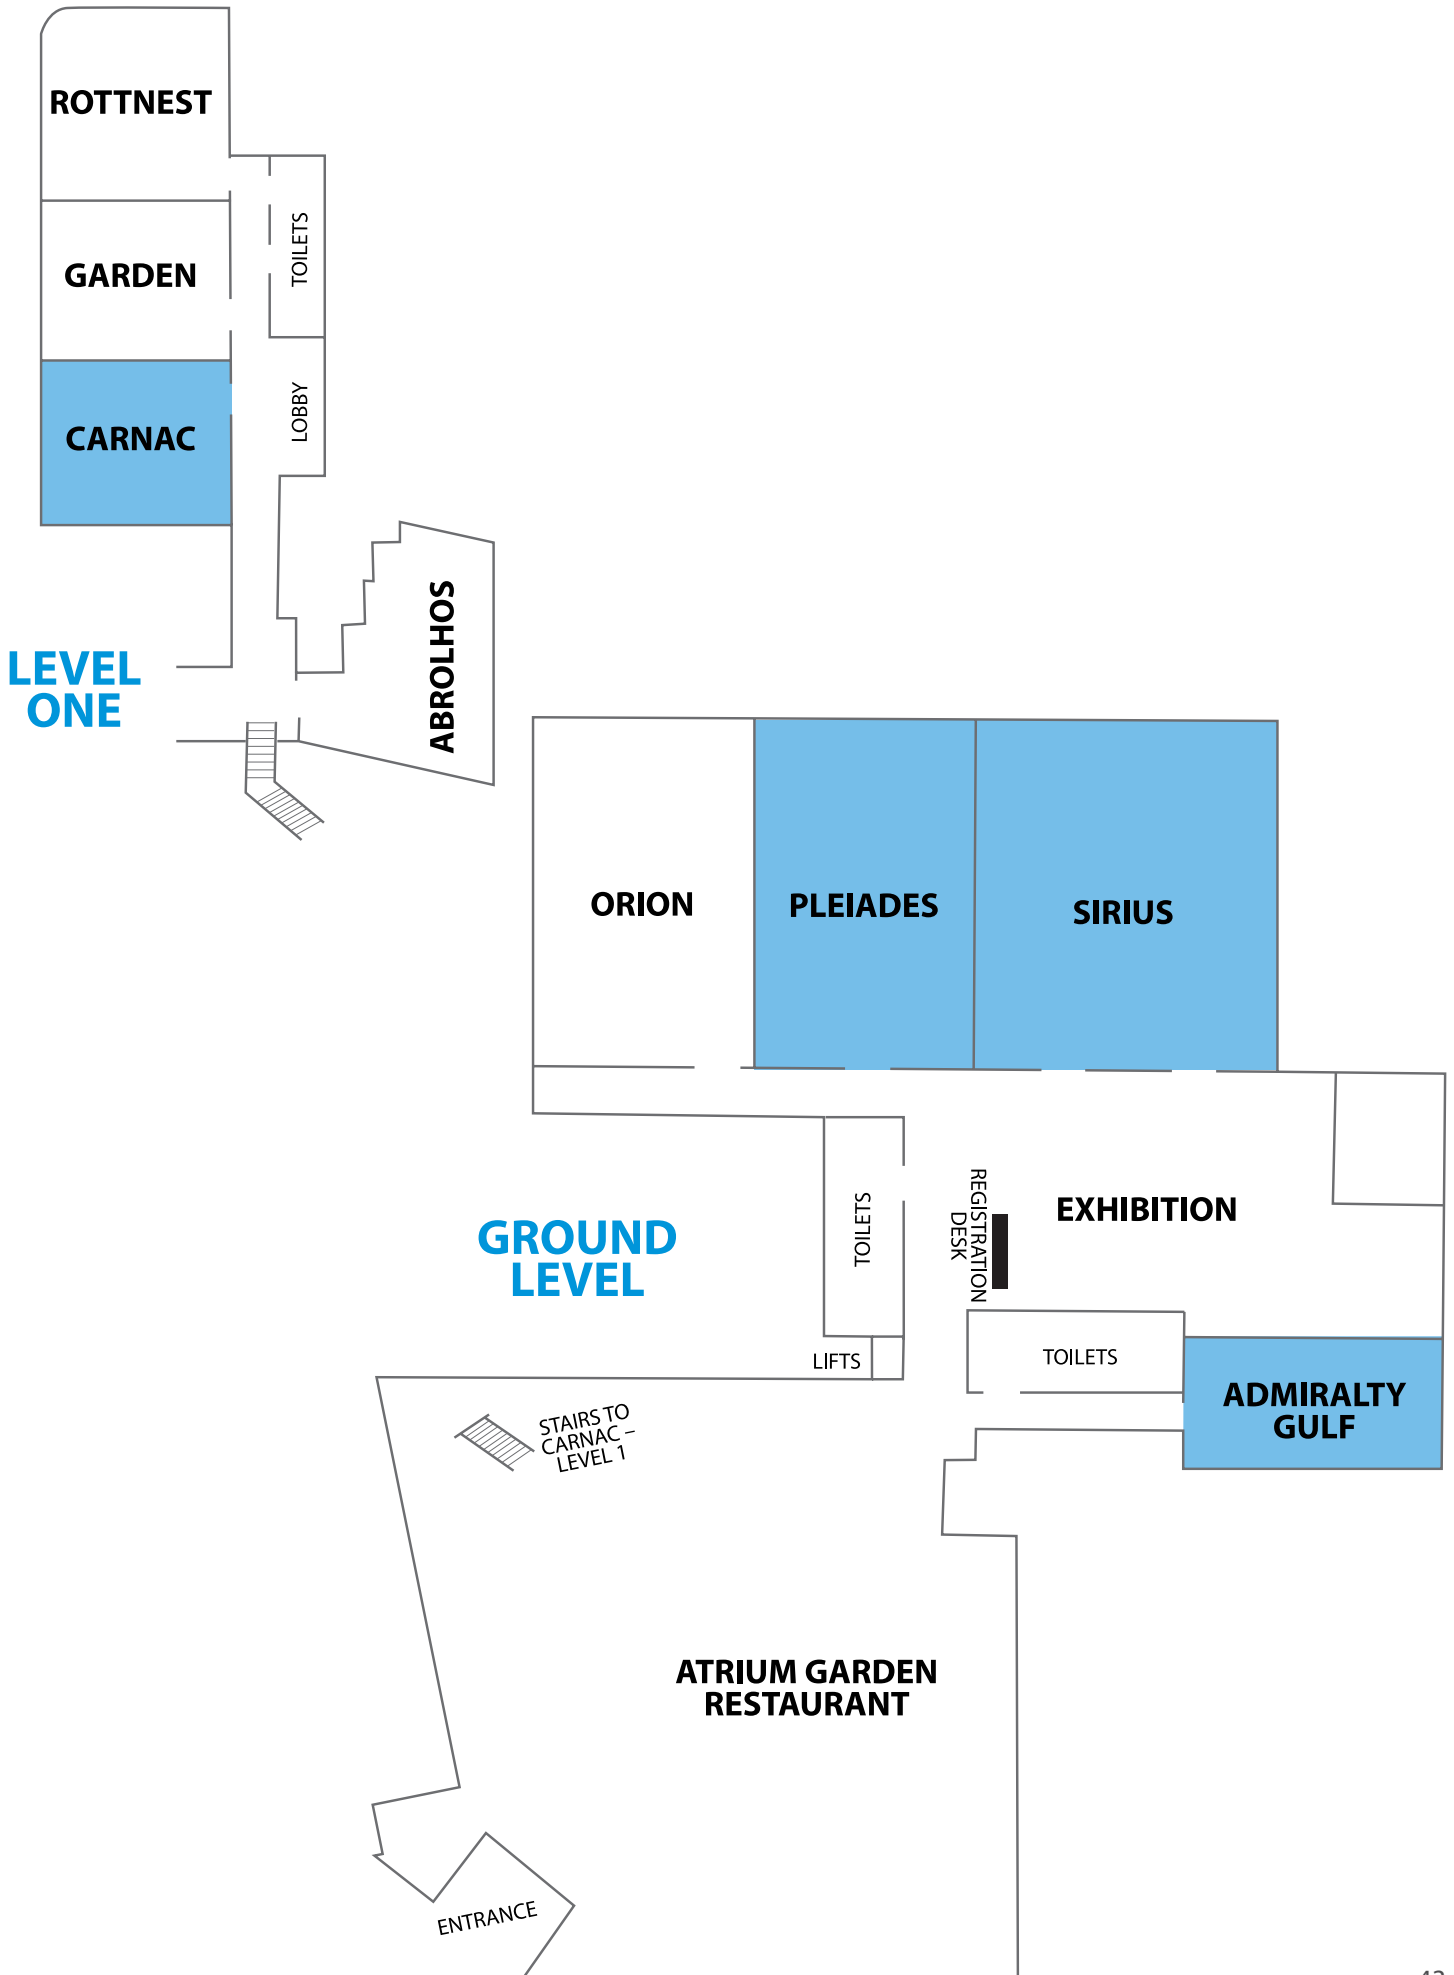 ROTTNEST
TOILETS
GARDEN
LOBBY
CARNAC
ABROLHOS
LEVEL
ONE
ORION
PLEIADES
SIRIUS
REGISTRATION
DESK
EXHIBITION
TOILETS
GROUND
LEVEL
LIFTS
TOILETS
ADMIRALTY
GULF
STAIRS TO
CARNAC –
LEVEL 1
ATRIUM GARDEN
RESTAURANT
ENTRANCE